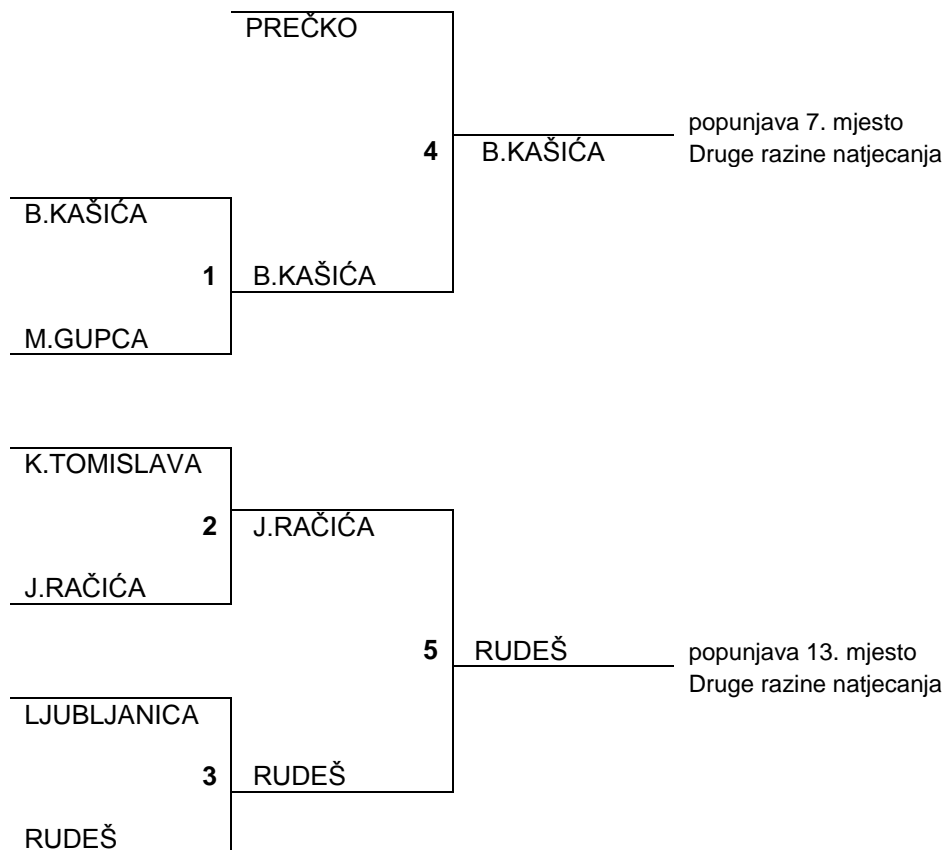 PREČKO
popunjava 7. mjesto
4 B.KAŠIĆA
Druge razine natjecanja
B.KAŠIĆA
1 B.KAŠIĆA
M.GUPCA
K.TOMISLAVA
2 J.RAČIĆA
J.RAČIĆA
5 RUDEŠ
popunjava 13. mjesto
Druge razine natjecanja
LJUBLJANICA
3 RUDEŠ
RUDEŠ